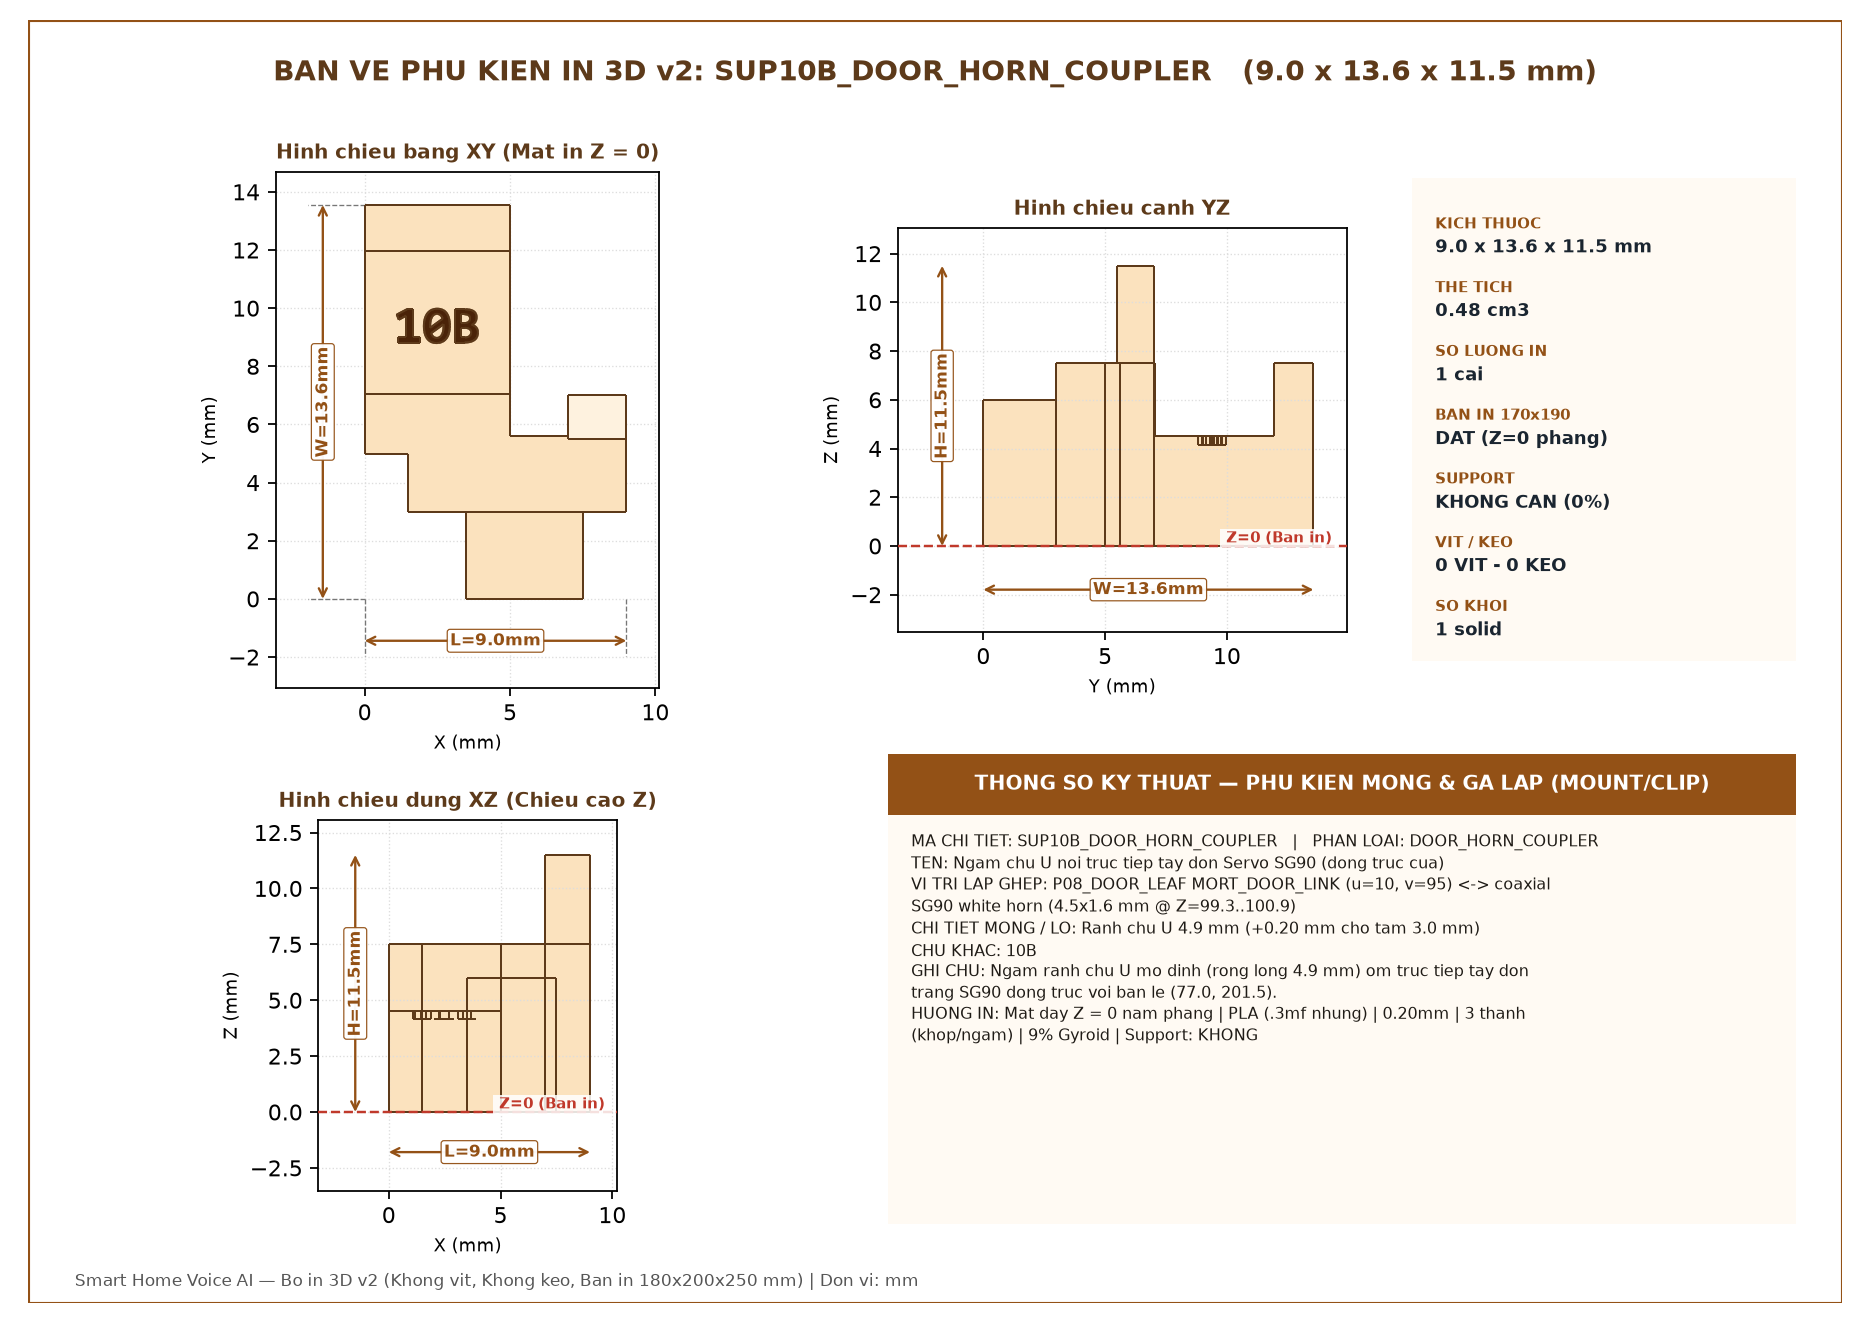 BAN VE PHU KIEN IN 3D v2: SUP10B_DOOR_HORN_COUPLER (9.0 x 13.6 x 11.5 mm)
Hinh chieu bang XY (Mat in Z = 0)
14
12
10
8
6
4
2
0
−2
Y (mm)
W=13.6mm
10B
L=9.0mm
0
5
10
X (mm)
Hinh chieu canh YZ
12
10
8
6
4
2
0
−2
Z (mm)
H=11.5mm
Z=0 (Ban in)
W=13.6mm
0
5
10
Y (mm)
KICH THUOC
9.0 x 13.6 x 11.5 mm
THE TICH
0.48 cm3
SO LUONG IN
1 cai
BAN IN 170x190
DAT (Z=0 phang)
SUPPORT
KHONG CAN (0%)
VIT / KEO
0 VIT - 0 KEO
SO KHOI
1 solid
Hinh chieu dung XZ (Chieu cao Z)
12.5
10.0
7.5
5.0
2.5
0.0
−2.5
Z (mm)
H=11.5mm
Z=0 (Ban in)
L=9.0mm
0
5
10
X (mm)
THONG SO KY THUAT — PHU KIEN MONG & GA LAP (MOUNT/CLIP)
MA CHI TIET: SUP10B_DOOR_HORN_COUPLER | PHAN LOAI: DOOR_HORN_COUPLER
TEN: Ngam chu U noi truc tiep tay don Servo SG90 (dong truc cua)
VI TRI LAP GHEP: P08_DOOR_LEAF MORT_DOOR_LINK (u=10, v=95) <-> coaxial
SG90 white horn (4.5x1.6 mm @ Z=99.3..100.9)
CHI TIET MONG / LO: Ranh chu U 4.9 mm (+0.20 mm cho tam 3.0 mm)
CHU KHAC: 10B
GHI CHU: Ngam ranh chu U mo dinh (rong long 4.9 mm) om truc tiep tay don
trang SG90 dong truc voi ban le (77.0, 201.5).
HUONG IN: Mat day Z = 0 nam phang | PLA (.3mf nhung) | 0.20mm | 3 thanh
(khop/ngam) | 9% Gyroid | Support: KHONG
Smart Home Voice AI — Bo in 3D v2 (Khong vit, Khong keo, Ban in 180x200x250 mm) | Don vi: mm